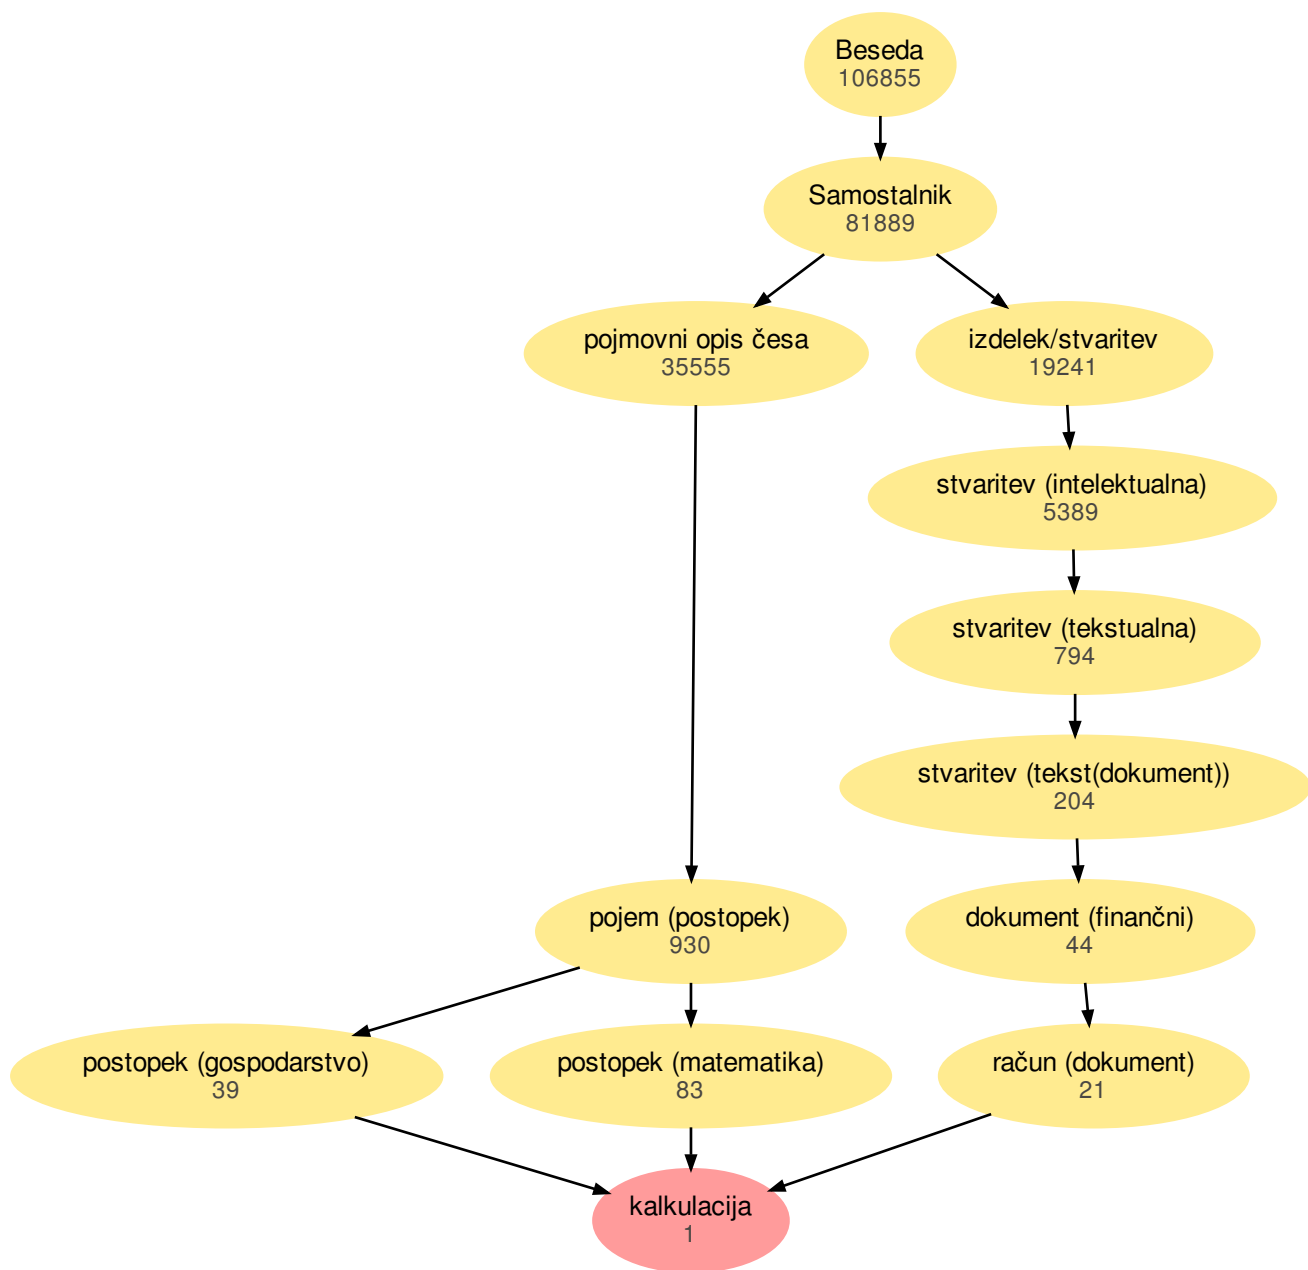 Beseda
106855
Samostalnik
81889
pojmovni opis česa
35555
izdelek/stvaritev
19241
stvaritev (intelektualna)
5389
stvaritev (tekstualna)
794
stvaritev (tekst(dokument))
204
pojem (postopek)
930
dokument (finančni)
44
postopek (gospodarstvo)
39
postopek (matematika)
83
račun (dokument)
21
kalkulacija
1